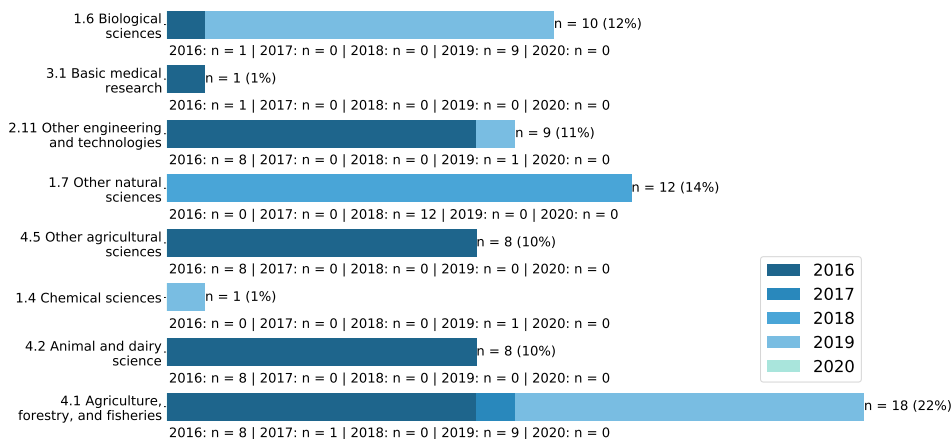 1.6 Biological
sciences
n = 10 (12%)
2016: n = 1 | 2017: n = 0 | 2018: n = 0 | 2019: n = 9 | 2020: n = 0
3.1 Basic medical
research
n = 1 (1%)
2016: n = 1 | 2017: n = 0 | 2018: n = 0 | 2019: n = 0 | 2020: n = 0
2.11 Other engineering
and technologies
n = 9 (11%)
2016: n = 8 | 2017: n = 0 | 2018: n = 0 | 2019: n = 1 | 2020: n = 0
1.7 Other natural
sciences
n = 12 (14%)
2016: n = 0 | 2017: n = 0 | 2018: n = 12 | 2019: n = 0 | 2020: n = 0
4.5 Other agricultural
sciences
n = 8 (10%)
2016: n = 8 | 2017: n = 0 | 2018: n = 0 | 2019: n = 0 | 2020: n = 0
1.4 Chemical sciences
n = 1 (1%)
2016: n = 0 | 2017: n = 0 | 2018: n = 0 | 2019: n = 1 | 2020: n = 0
4.2 Animal and dairy
science
n = 8 (10%)
2016: n = 8 | 2017: n = 0 | 2018: n = 0 | 2019: n = 0 | 2020: n = 0
4.1 Agriculture,
forestry, and fisheries
n = 18 (22%)
2016: n = 8 | 2017: n = 1 | 2018: n = 0 | 2019: n = 9 | 2020: n = 0
2016
2017
2018
2019
2020